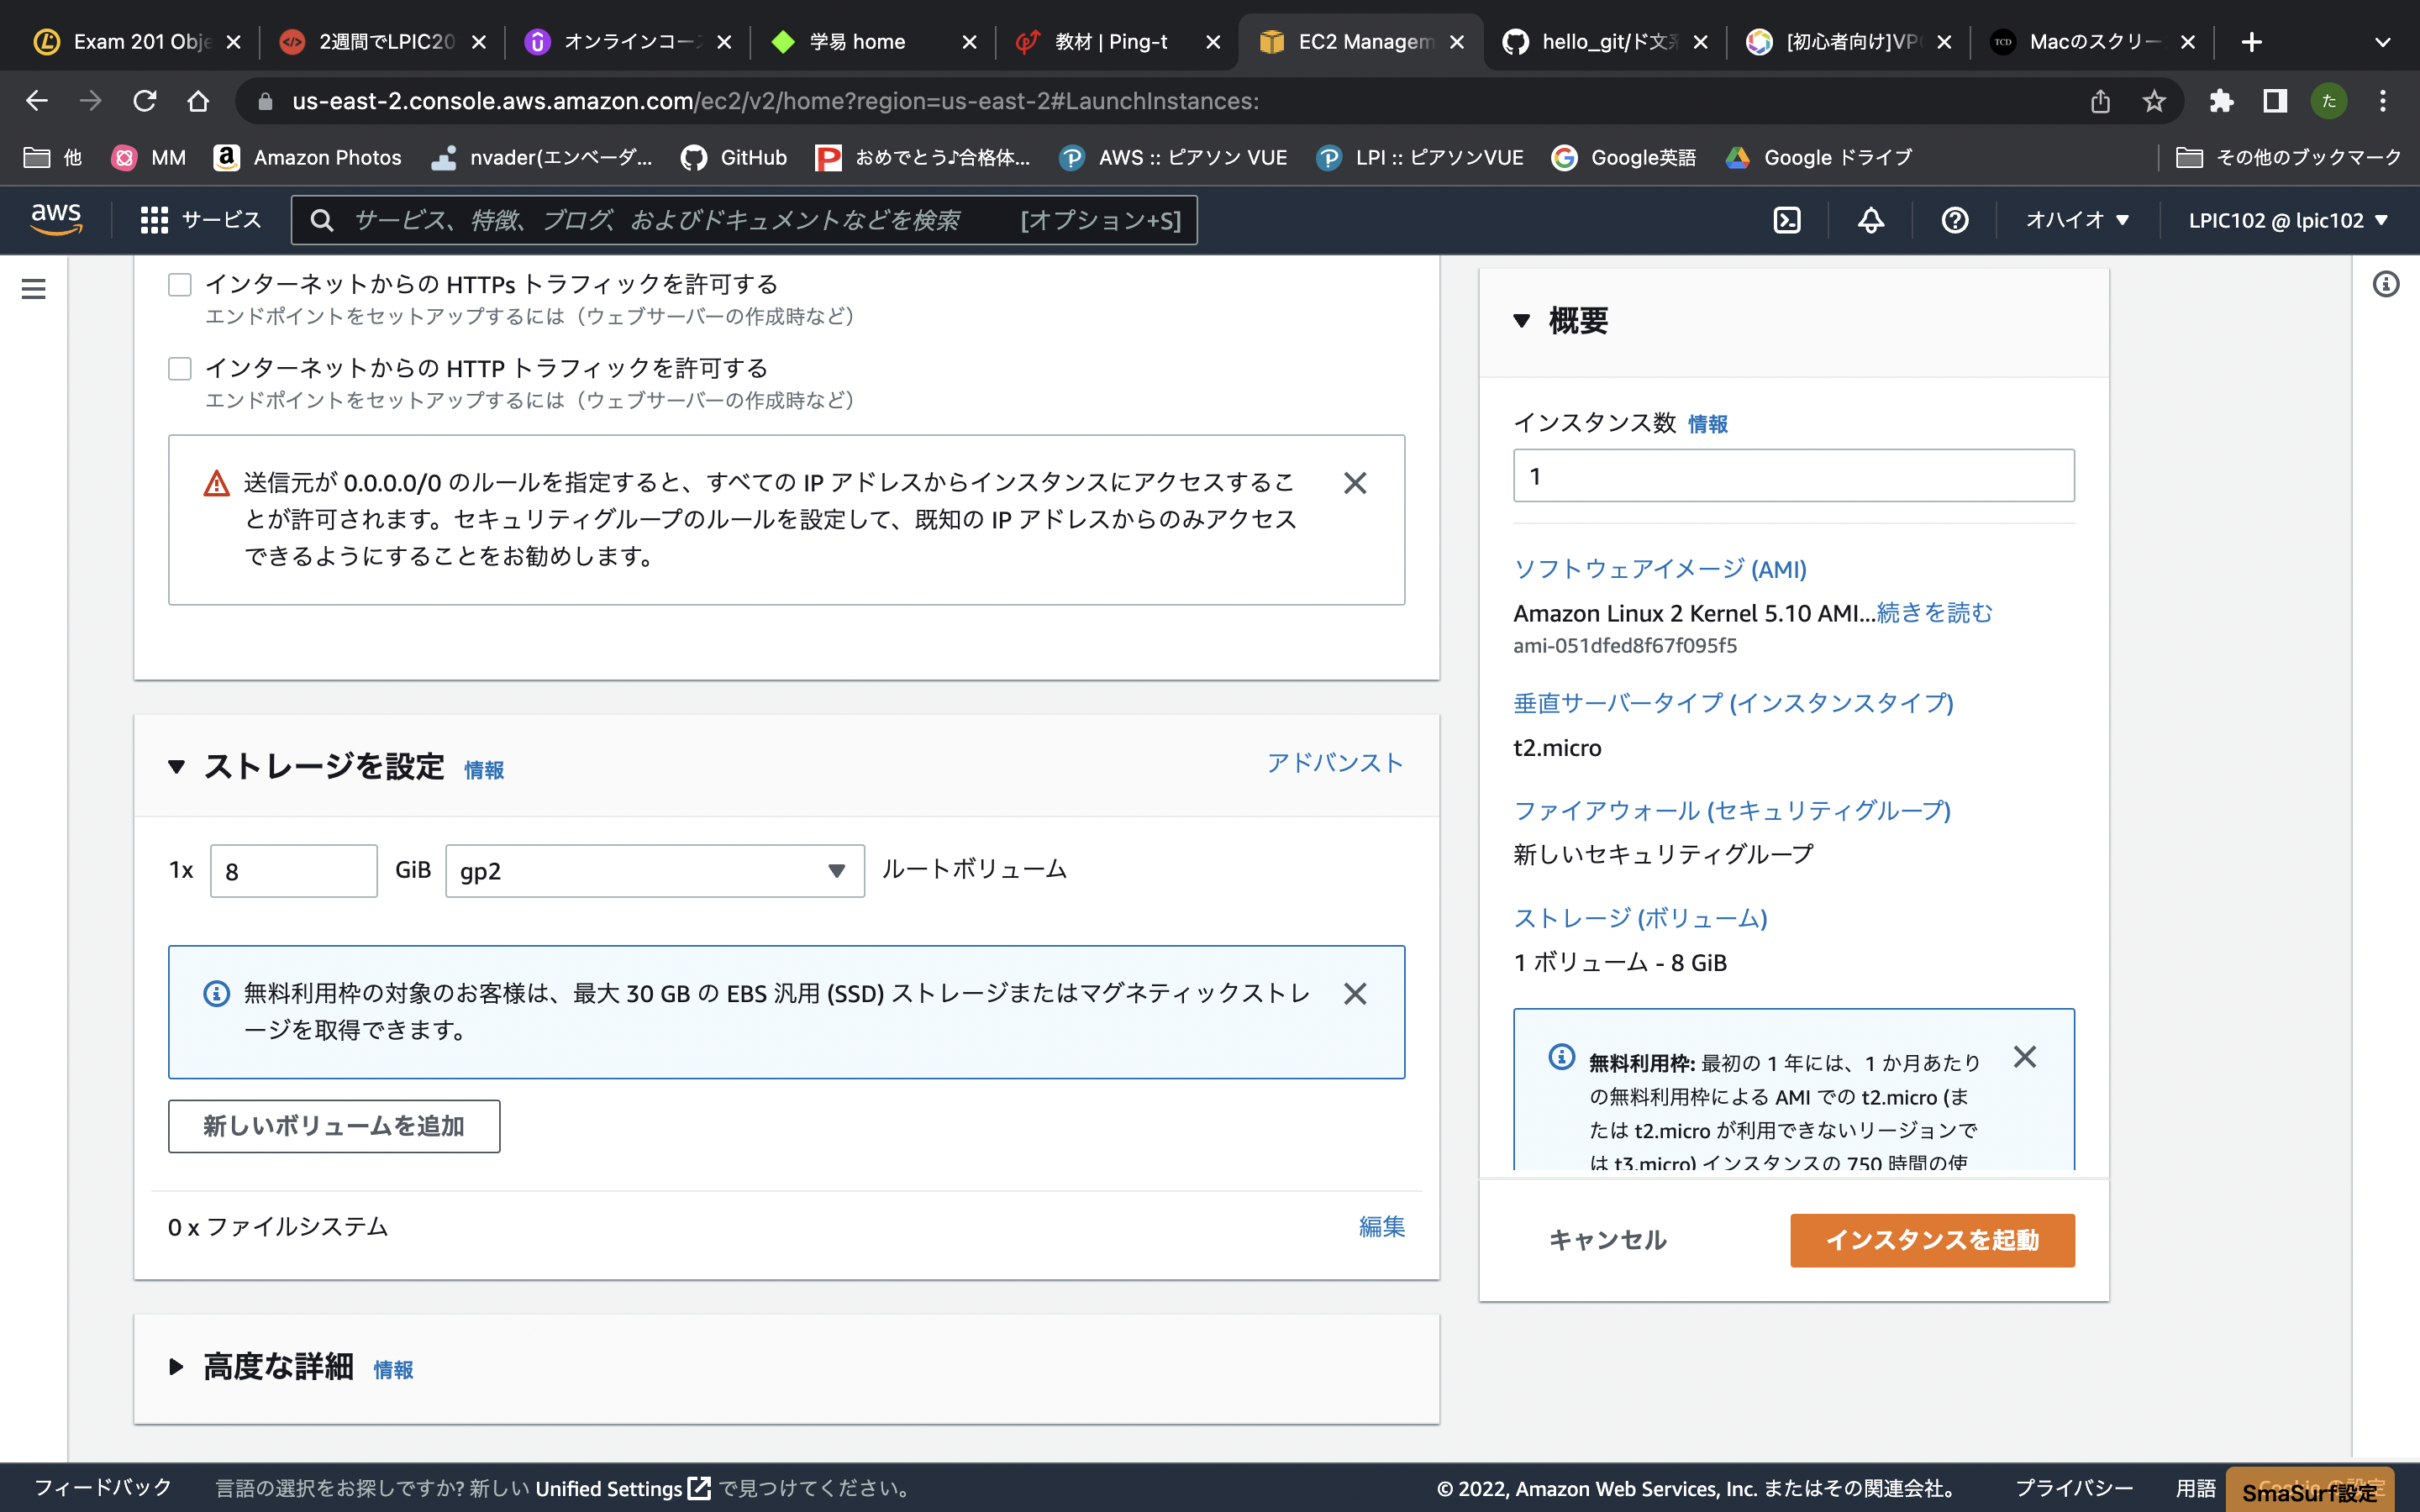 Exam 201 Obje
2週間でLPIC20
オンラインコース
学易 home
教材 | Ping-t
EC2 Managem
hello_git/ド文系
[初心者向け]VPC
TCD
Macのスクリー
us-east-2.console.aws.amazon.com/ec2/v2/home?region=us-east-2#LaunchInstances:
た
他
MM
Amazon Photos
nvader(エンベーダ...
GitHub
おめでとう♪合格体...
AWS :: ピアソン VUE
LPI :: ピアソンVUE
Google英語
Google ドライブ
その他のブックマーク
aws
サービス
サービス、特徴、ブログ、およびドキュメントなどを検索
[オプション+S]
オハイオ ▼
LPIC102 @ lpic102 ▼
インターネットからの HTTPs トラフィックを許可する
エンドポイントをセットアップするには（ウェブサーバーの作成時など）
インターネットからの HTTP トラフィックを許可する
エンドポイントをセットアップするには（ウェブサーバーの作成時など）
送信元が 0.0.0.0/0 のルールを指定すると、すべての IP アドレスからインスタンスにアクセスするこ
とが許可されます。セキュリティグループのルールを設定して、既知の IP アドレスからのみアクセス
できるようにすることをお勧めします。
▼ ストレージを設定 情報
アドバンスト
1x 8 GiB gp2 ルートボリューム
無料利用枠の対象のお客様は、最大 30 GB の EBS 汎用 (SSD) ストレージまたはマグネティックストレ
ージを取得できます。
新しいボリュームを追加
0 x ファイルシステム
編集
高度な詳細 情報
▼ 概要
インスタンス数 情報
1
ソフトウェアイメージ (AMI)
Amazon Linux 2 Kernel 5.10 AMI...続きを読む
ami-051dfed8f67f095f5
垂直サーバータイプ (インスタンスタイプ)
t2.micro
ファイアウォール (セキュリティグループ)
新しいセキュリティグループ
ストレージ (ボリューム)
1 ボリューム - 8 GiB
無料利用枠: 最初の 1 年には、1 か月あたり
の無料利用枠による AMI での t2.micro (ま
たは t2.micro が利用できないリージョンで
は t3.micro) インスタンスの 750 時間の使
キャンセル
インスタンスを起動
フィードバック
言語の選択をお探しですか? 新しい Unified Settings で見つけてください。
© 2022, Amazon Web Services, Inc. またはその関連会社。
プライバシー
用語
SmaSurf設定